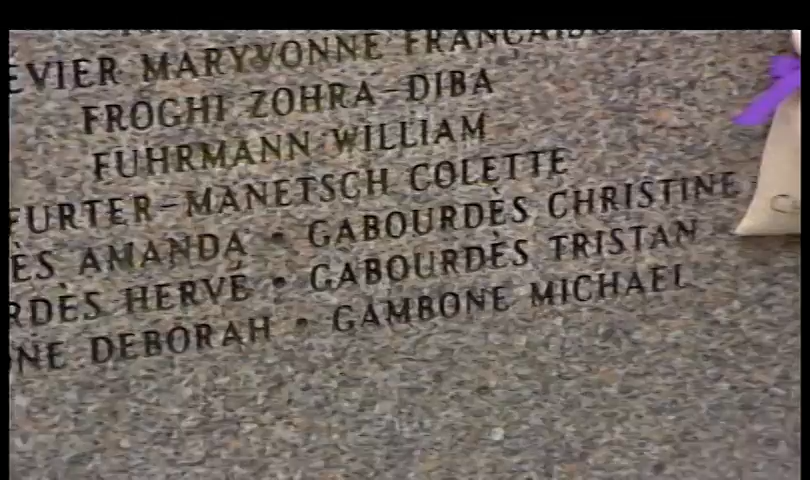 EVIER MARYVONNE FRANÇAISE
FROGHI ZOHRA-DIBA
FUHRMANN WILLIAM
FURTER-MANETSCH COLETTE
ÈS AMANDA • GABOURDÈS CHRISTINE
RDÈS HERVÉ • GABOURDÈS TRISTAN
NE DEBORAH • GAMBONE MICHAEL